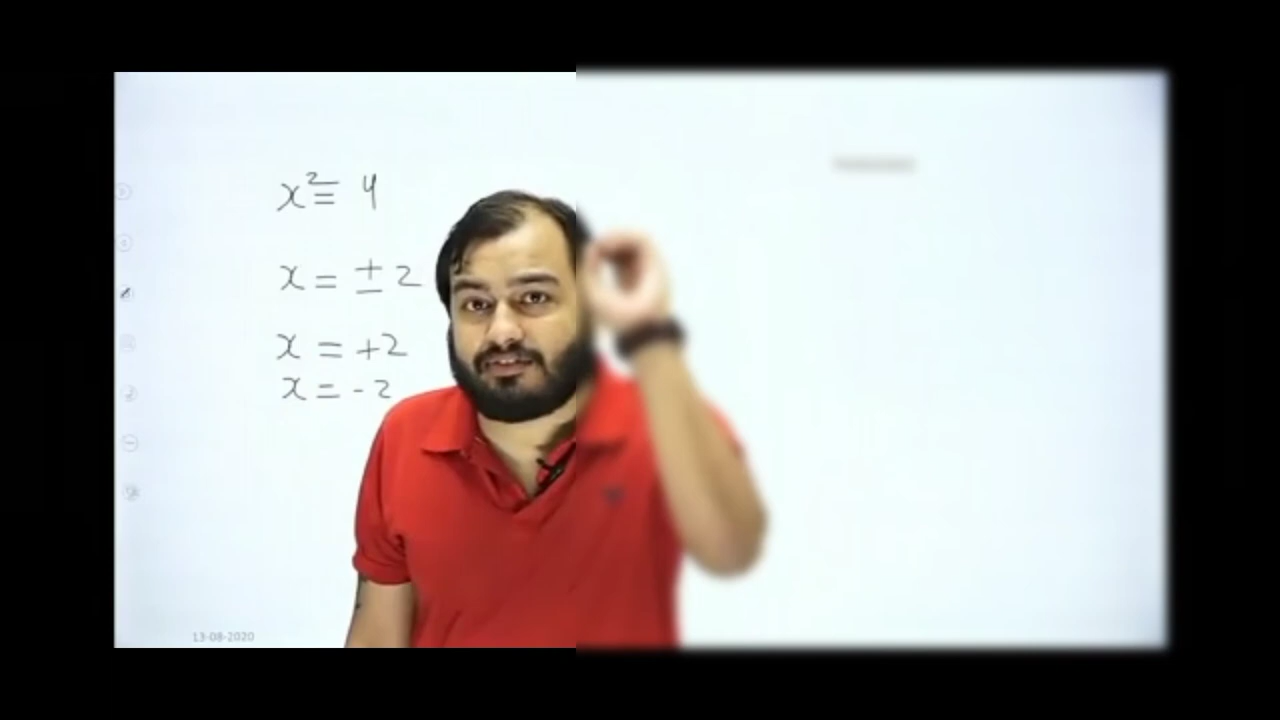 x² = 4
x = ± 2
x = +2
x = -2
13-08-2020